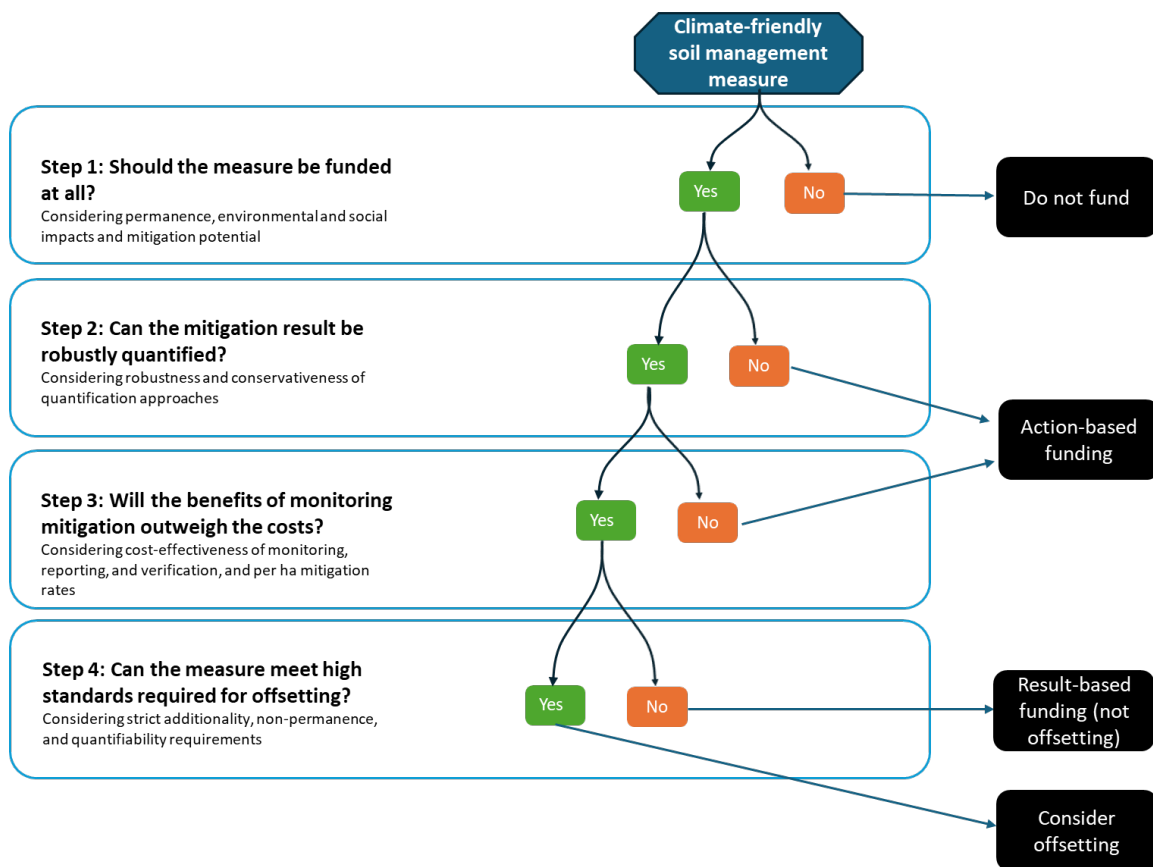 Climate-friendly
soil management
measure
Step 1: Should the measure be funded
at all?
Considering permanence, environmental and social
impacts and mitigation potential
Yes
No
Do not fund
Step 2: Can the mitigation result be
robustly quantified?
Considering robustness and conservativeness of
quantification approaches
Yes
No
Action-based
funding
Step 3: Will the benefits of monitoring
mitigation outweigh the costs?
Considering cost-effectiveness of monitoring,
reporting, and verification, and per ha mitigation
rates
Yes
No
Step 4: Can the measure meet high
standards required for offsetting?
Considering strict additionality, non-permanence,
and quantifiability requirements
Yes
No
Result-based
funding (not
offsetting)
Consider
offsetting